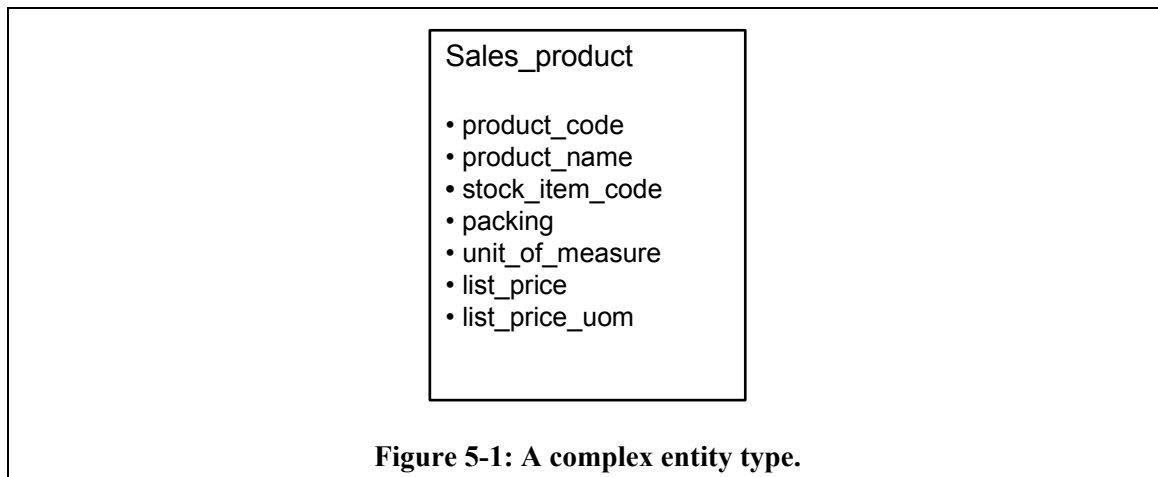 Sales_product
• product_code
• product_name
• stock_item_code
• packing
• unit_of_measure
• list_price
• list_price_uom
Figure 5-1: A complex entity type.